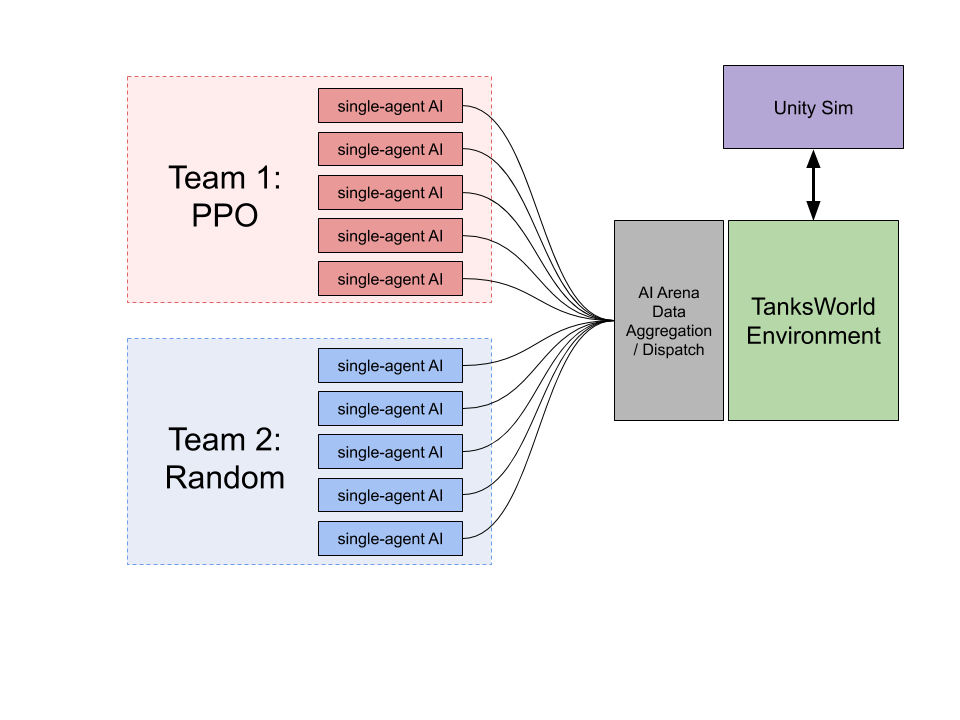 Team 1:
PPO
single-agent AI
single-agent AI
single-agent AI
single-agent AI
single-agent AI
Team 2:
Random
single-agent AI
single-agent AI
single-agent AI
single-agent AI
single-agent AI
AI Arena
Data
Aggregation
/ Dispatch
Unity Sim
TanksWorld
Environment